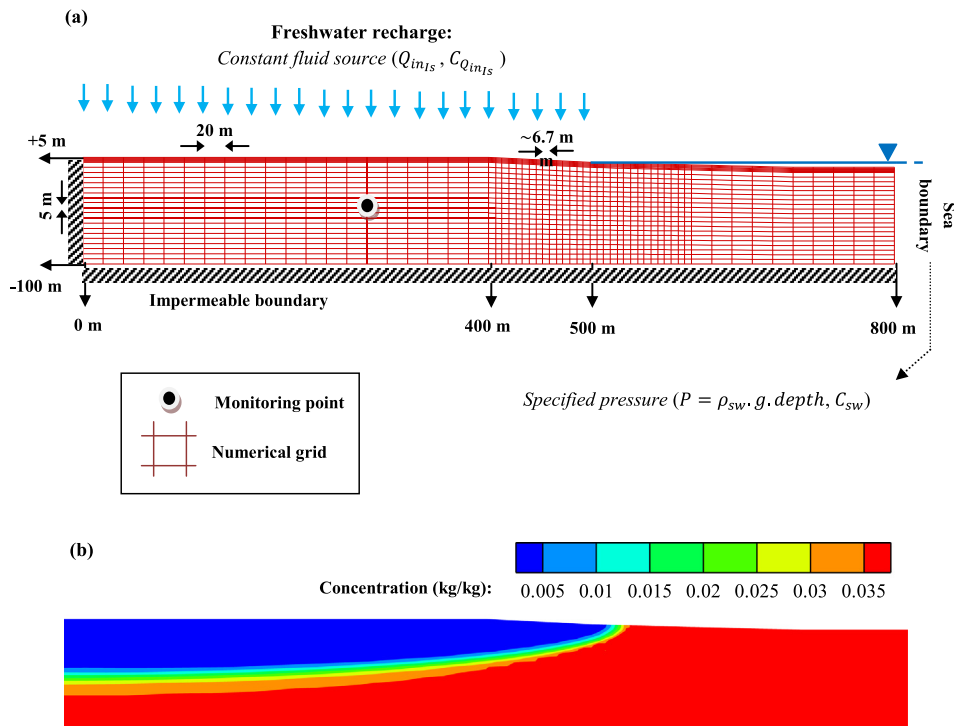 (a)
Freshwater recharge:
Constant fluid source (Q_{in_{Is}}, C_{Q_{in_{Is}}})
20 m
~6.7 m
m
+5 m
5 m
Sea
boundary
-100 m
Impermeable boundary
0 m
400 m
500 m
800 m
Specified pressure (P = ρ_{sw}.g.depth, C_{sw})
Monitoring point
Numerical grid
(b)
Concentration (kg/kg):
0.005 0.01 0.015 0.02 0.025 0.03 0.035